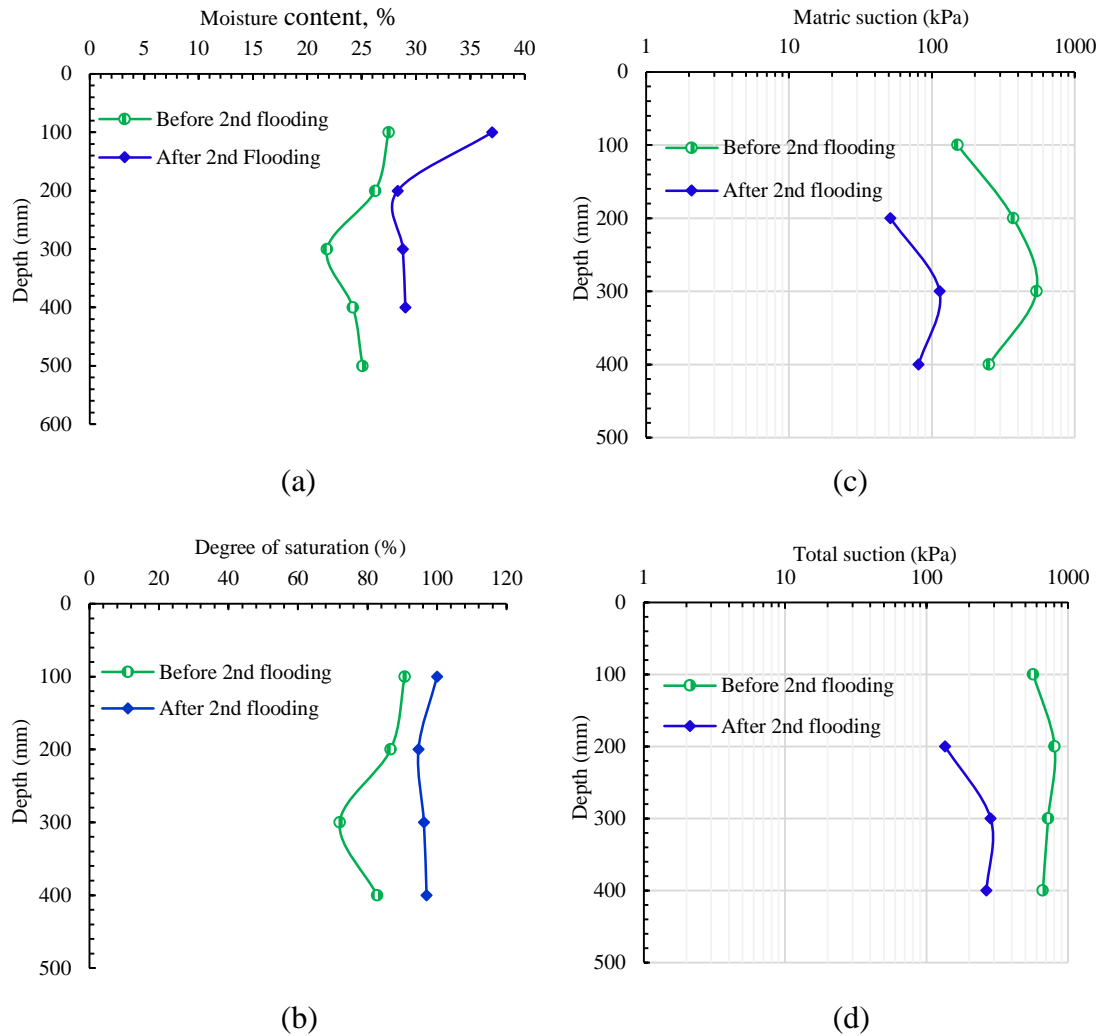 Moisture content, %
0 5 10 15 20 25 30 35 40
0
100
200
300
400
500
600
Depth (mm)
Before 2nd flooding
After 2nd Flooding
(a)
Matric suction (kPa)
1 10 100 1000
0
100
200
300
400
500
Depth (mm)
Before 2nd flooding
After 2nd flooding
(c)
Degree of saturation (%)
0 20 40 60 80 100 120
0
100
200
300
400
500
Depth (mm)
Before 2nd flooding
After 2nd flooding
(b)
Total suction (kPa)
1 10 100 1000
0
100
200
300
400
500
Depth (mm)
Before 2nd flooding
After 2nd flooding
(d)